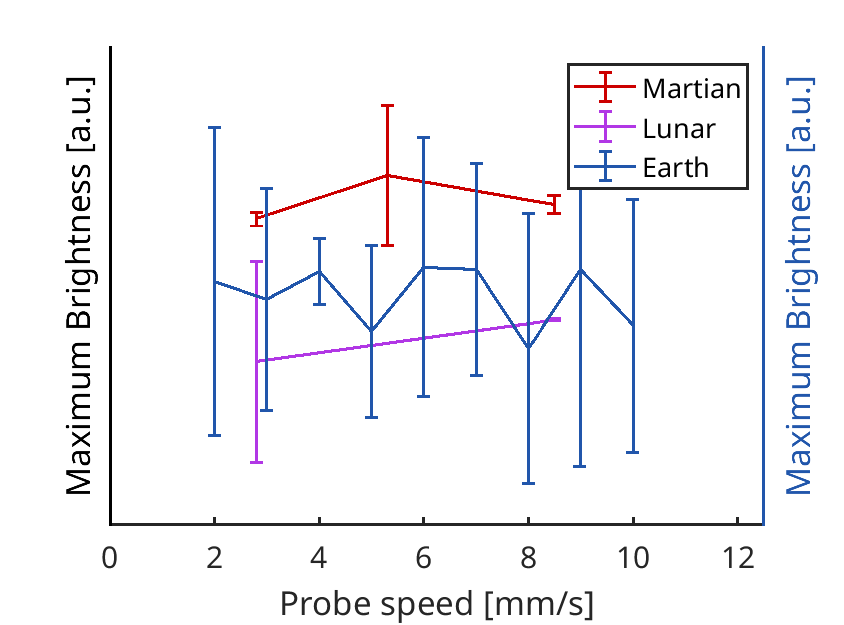 Maximum Brightness [a.u.]
Martian
Lunar
Earth
Maximum Brightness [a.u.]
0 2 4 6 8 10 12
Probe speed [mm/s]